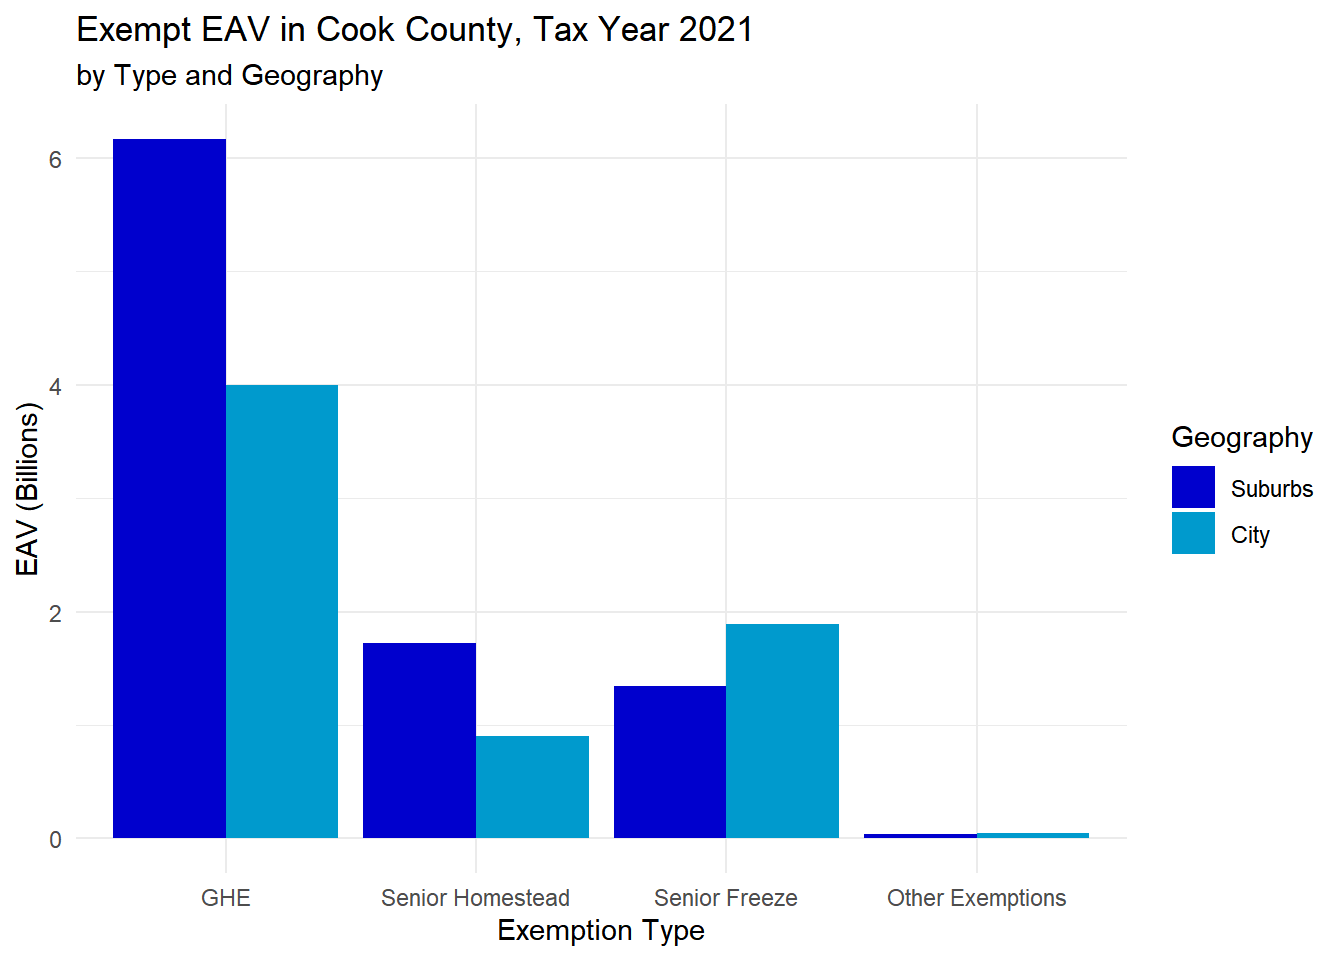 Exempt EAV in Cook County, Tax Year 2021
by Type and Geography
6
4
2
0
EAV (Billions)
GHE
Senior Homestead
Senior Freeze
Other Exemptions
Exemption Type
Geography
Suburbs
City